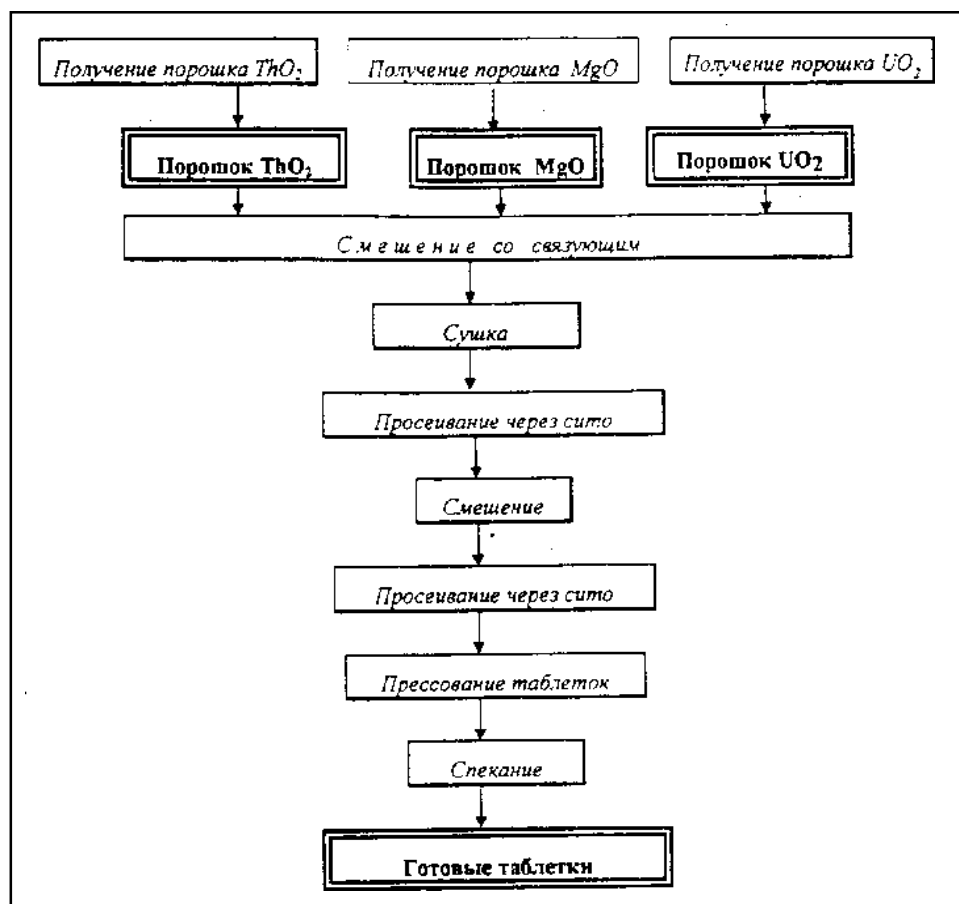 Получение порошка ThO₂
Получение порошка MgO
Получение порошка UO₂
Порошок ThO₂
Порошок MgO
Порошок UO₂
Смешение со связующим
Сушка
Просеивание через сито
Смешение
Просеивание через сито
Прессование таблеток
Спекание
Готовые таблетки